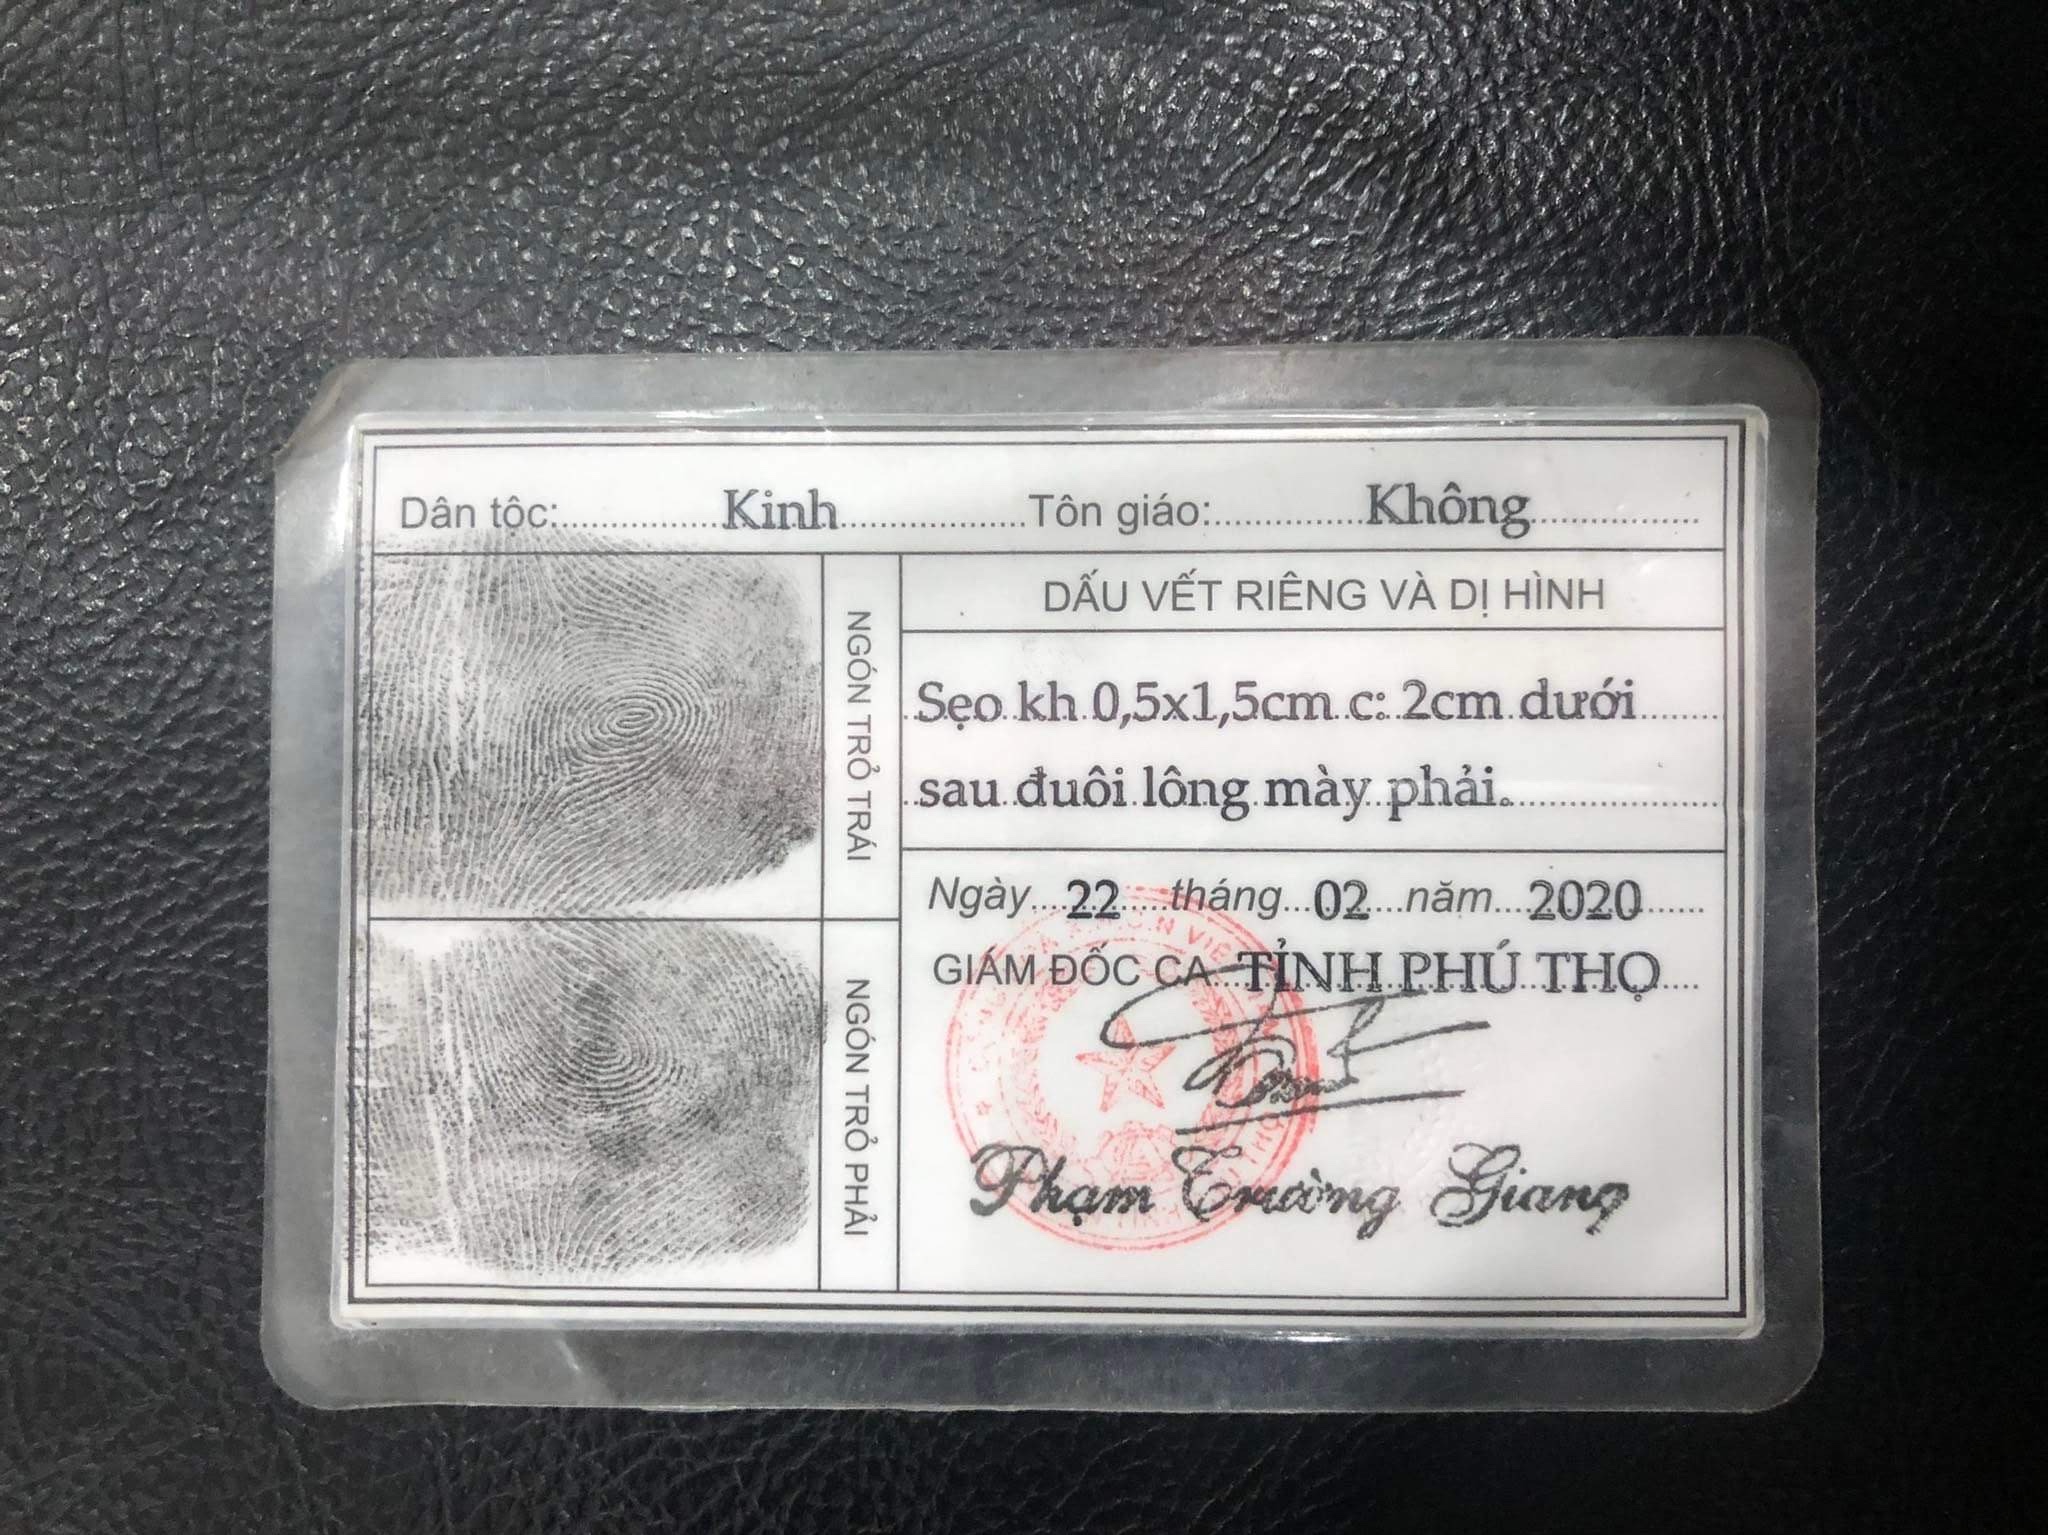 Dân tộc: Kinh Tôn giáo: Không
NGÓN TRỎ TRÁI
NGÓN TRỎ PHẢI
DẤU VẾT RIÊNG VÀ DỊ HÌNH
Sẹo kh 0,5x1,5cm c: 2cm dưới
sau đuôi lông mày phải.
Ngày 22 tháng 02 năm 2020
GIÁM ĐỐC CA TỈNH PHÚ THỌ
Phạm Trường Giang